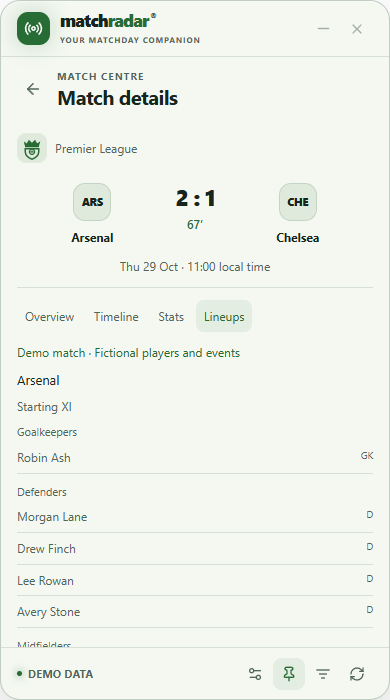 matchradar®
YOUR MATCHDAY COMPANION
MATCH CENTRE
Match details
Premier League
ARS 2 : 1 CHE
67'
Arsenal Chelsea
Thu 29 Oct · 11:00 local time
Overview Timeline Stats Lineups
Demo match · Fictional players and events
Arsenal
Starting XI
Goalkeepers
Robin Ash GK
Defenders
Morgan Lane D
Drew Finch D
Lee Rowan D
Avery Stone D
Midfielders
DEMO DATA